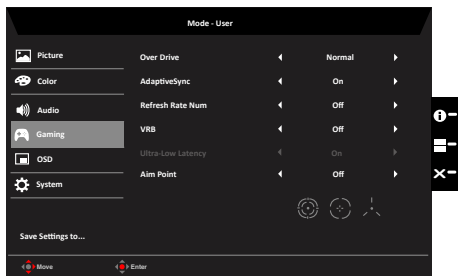 Mode - User
Picture
Over Drive Normal
Color
AdaptiveSync On
Audio
Refresh Rate Num Off
Gaming
VRB Off
OSD
Ultra-Low Latency On
System
Aim Point Off
Save Settings to...
Move Enter